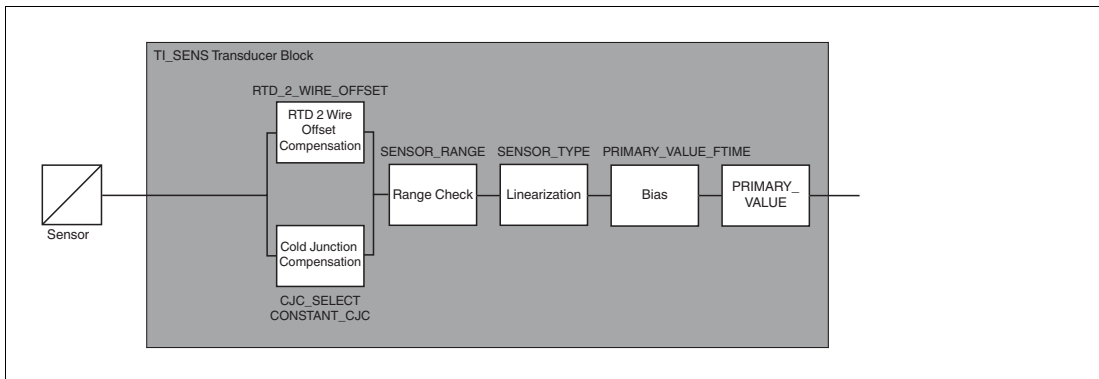 TI_SENS Transducer Block
RTD_2_WIRE_OFFSET
RTD 2 Wire
Offset
Compensation
SENSOR_RANGE
SENSOR_TYPE
PRIMARY_VALUE_FTIME
Range Check
Linearization
Bias
PRIMARY_
VALUE
Sensor
Cold Junction
Compensation
CJC_SELECT
CONSTANT_CJC